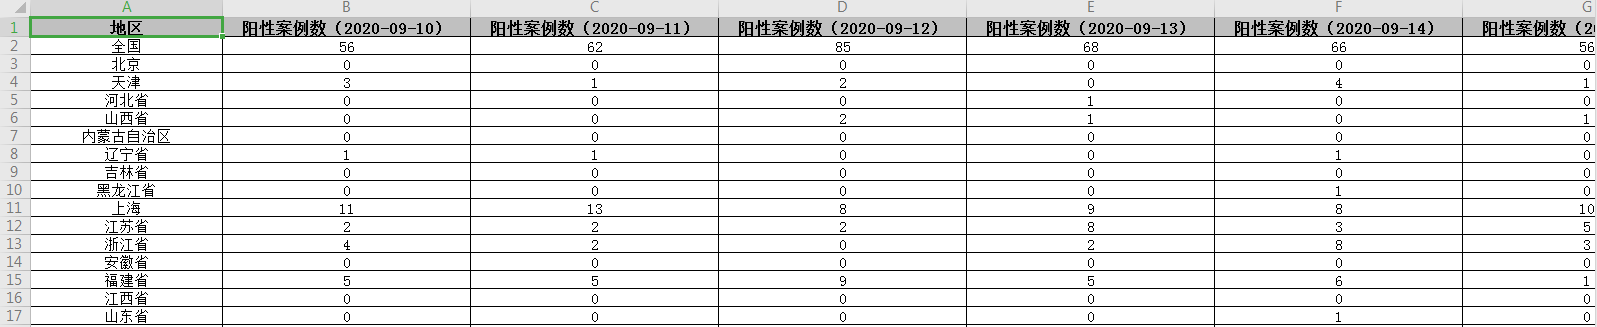 A B C D E F G
1 地区 阳性案例数（2020-09-10） 阳性案例数（2020-09-11） 阳性案例数（2020-09-12） 阳性案例数（2020-09-13） 阳性案例数（2020-09-14） 阳性案例数（
2 全国 56 62 85 68 66 56
3 北京 0 0 0 0 0 0
4 天津 3 1 2 0 4 1
5 河北省 0 0 0 1 0 0
6 山西省 0 0 2 1 0 1
7 内蒙古自治区 0 0 0 0 0 0
8 辽宁省 1 1 0 0 1 0
9 吉林省 0 0 0 0 0 0
10 黑龙江省 0 0 0 0 1 0
11 上海 11 13 8 9 8 10
12 江苏省 2 2 2 8 3 5
13 浙江省 4 2 0 2 8 3
14 安徽省 0 0 0 0 0 0
15 福建省 5 5 9 5 6 1
16 江西省 0 0 0 0 0 0
17 山东省 0 0 0 0 1 0